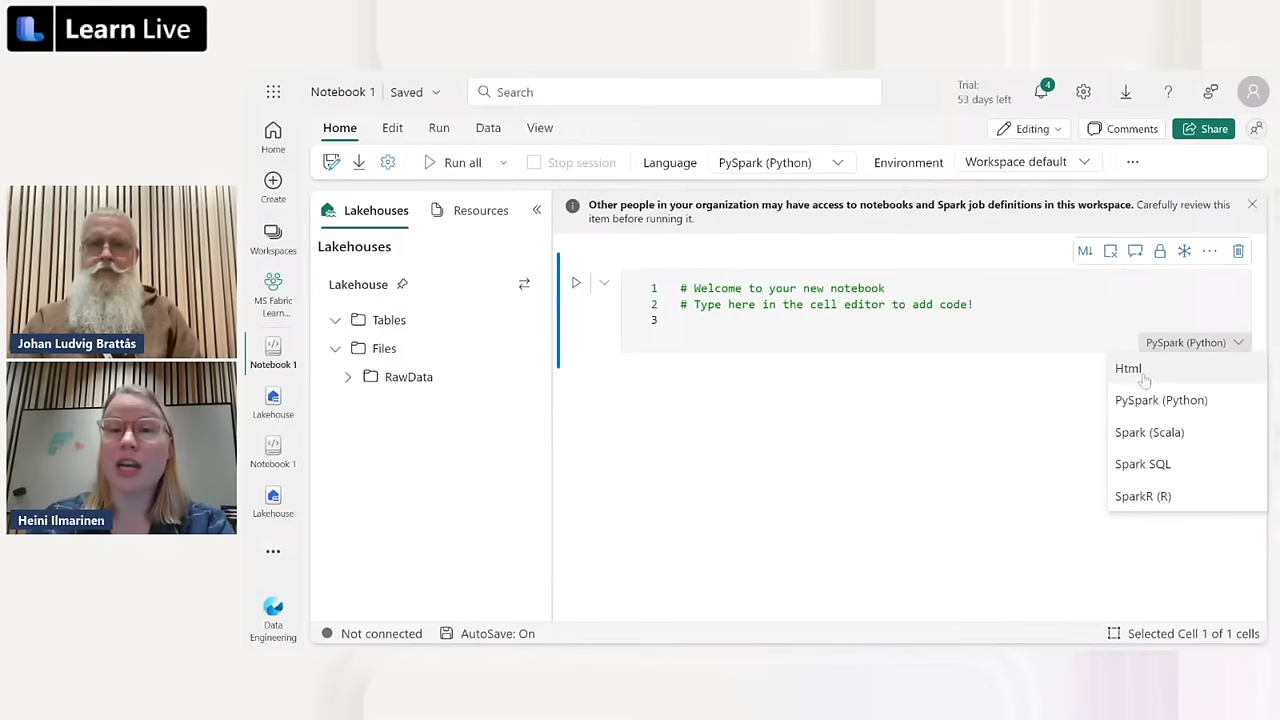 Learn Live
Notebook 1 Saved
Search
Trial:
53 days left
4
Home Edit Run Data View
Editing
Comments
Share
Run all
Stop session
Language
PySpark (Python)
Environment
Workspace default
Home
Create
Workspaces
MS Fabric
Learn...
Notebook 1
Lakehouse
Notebook 1
Lakehouse
Data
Engineering
Lakehouses
Resources
Lakehouses
Lakehouse
Tables
Files
RawData
Other people in your organization may have access to notebooks and Spark job definitions in this workspace. Carefully review this
item before running it.
M↓
1 # Welcome to your new notebook
2 # Type here in the cell editor to add code!
3
PySpark (Python)
Html
PySpark (Python)
Spark (Scala)
Spark SQL
SparkR (R)
Not connected
AutoSave: On
Selected Cell 1 of 1 cells
Johan Ludvig Brattås
Heini Ilmarinen